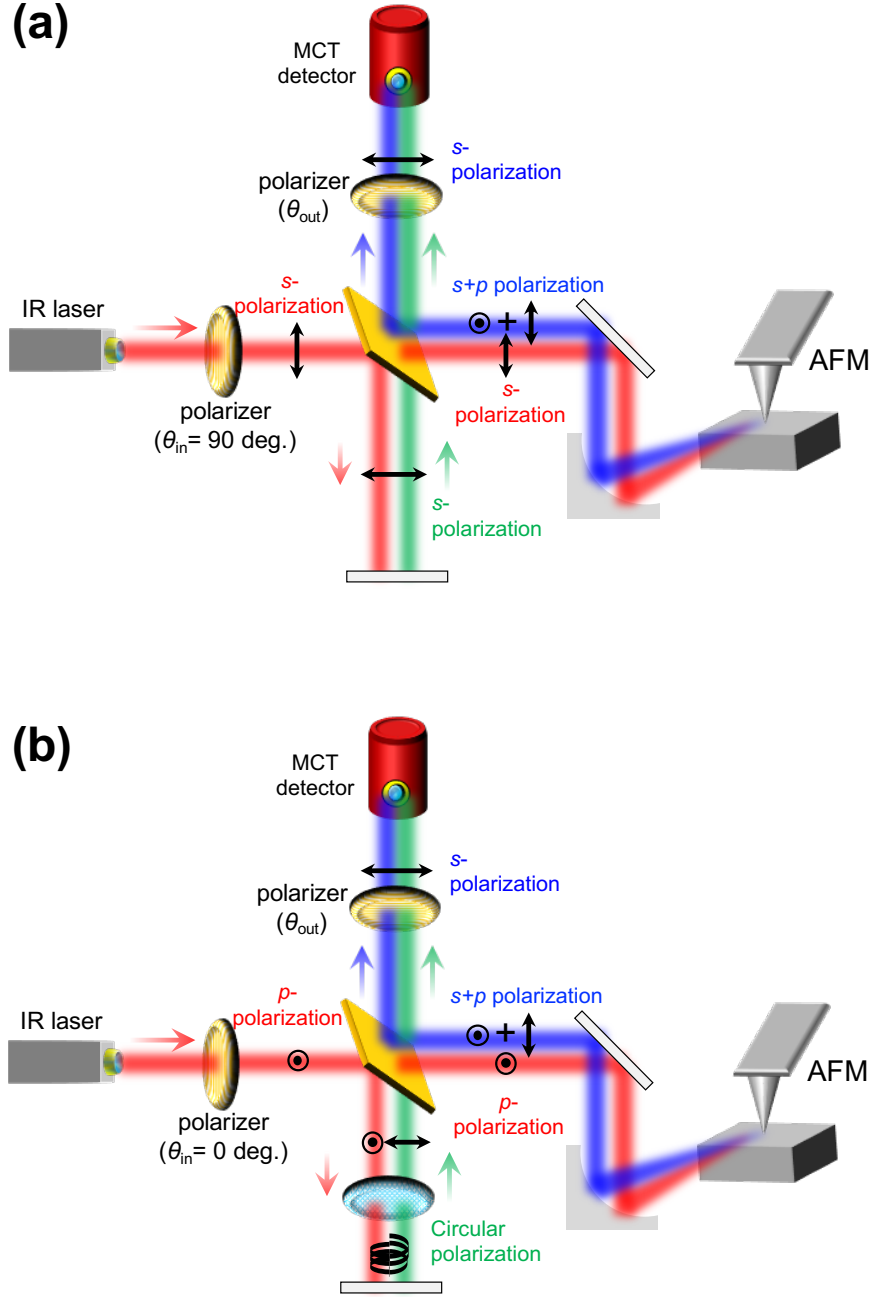 (a)
MCT
detector
s-
polarization
polarizer
(θout)
s-
polarization
s+p polarization
IR laser
+
AFM
polarizer
(θin= 90 deg.)
s-
polarization
s-
polarization
(b)
MCT
detector
s-
polarization
polarizer
(θout)
p-
polarization
s+p polarization
IR laser
+
AFM
polarizer
(θin= 0 deg.)
p-
polarization
Circular
polarization